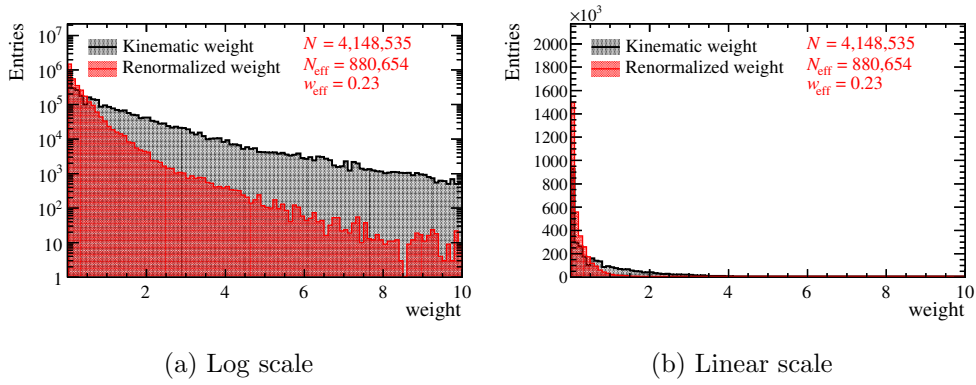 Entries
10^7
10^6
10^5
10^4
10^3
10^2
10
1
Kinematic weight
Renormalized weight
N = 4,148,535
N_eff = 880,654
w_eff = 0.23
2 4 6 8 10
weight
(a) Log scale
×10^3
Entries
2000
1800
1600
1400
1200
1000
800
600
400
200
0
Kinematic weight
Renormalized weight
N = 4,148,535
N_eff = 880,654
w_eff = 0.23
0 2 4 6 8 10
weight
(b) Linear scale